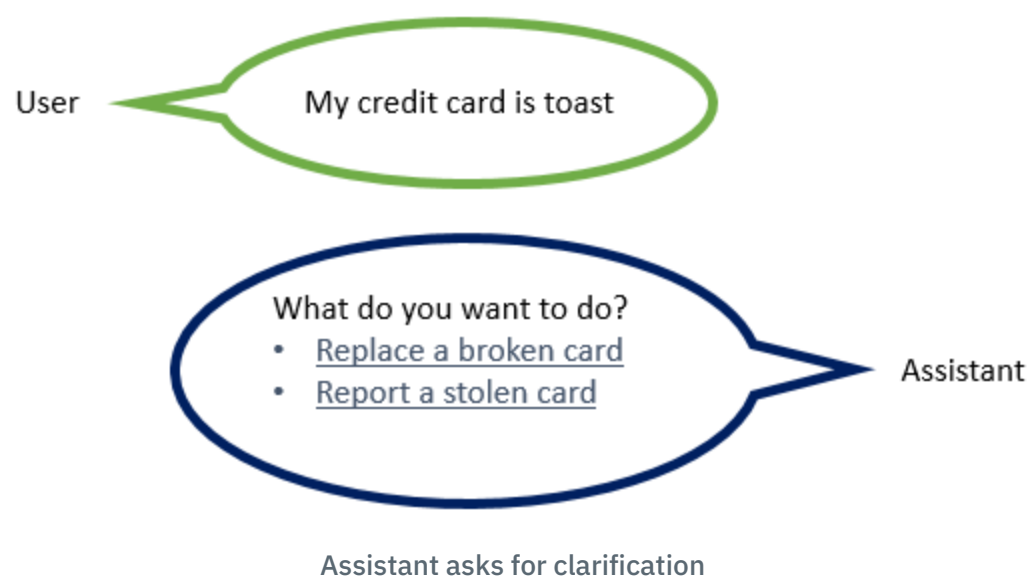 User
My credit card is toast
What do you want to do?
• Replace a broken card
• Report a stolen card
Assistant
Assistant asks for clarification